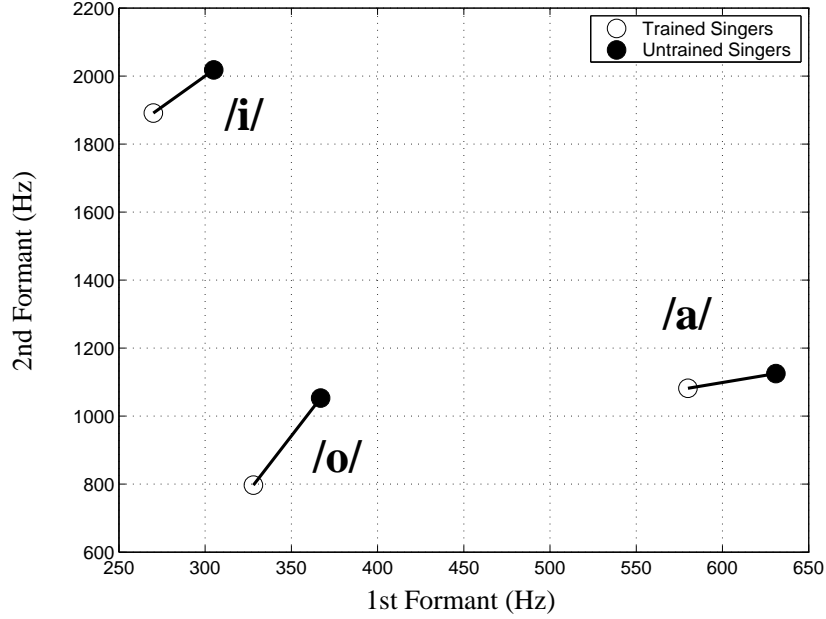 2200
2000
1800
1600
1400
1200
1000
800
600
250 300 350 400 450 500 550 600 650
2nd Formant (Hz)
1st Formant (Hz)
Trained Singers
Untrained Singers
/i/
/a/
/o/